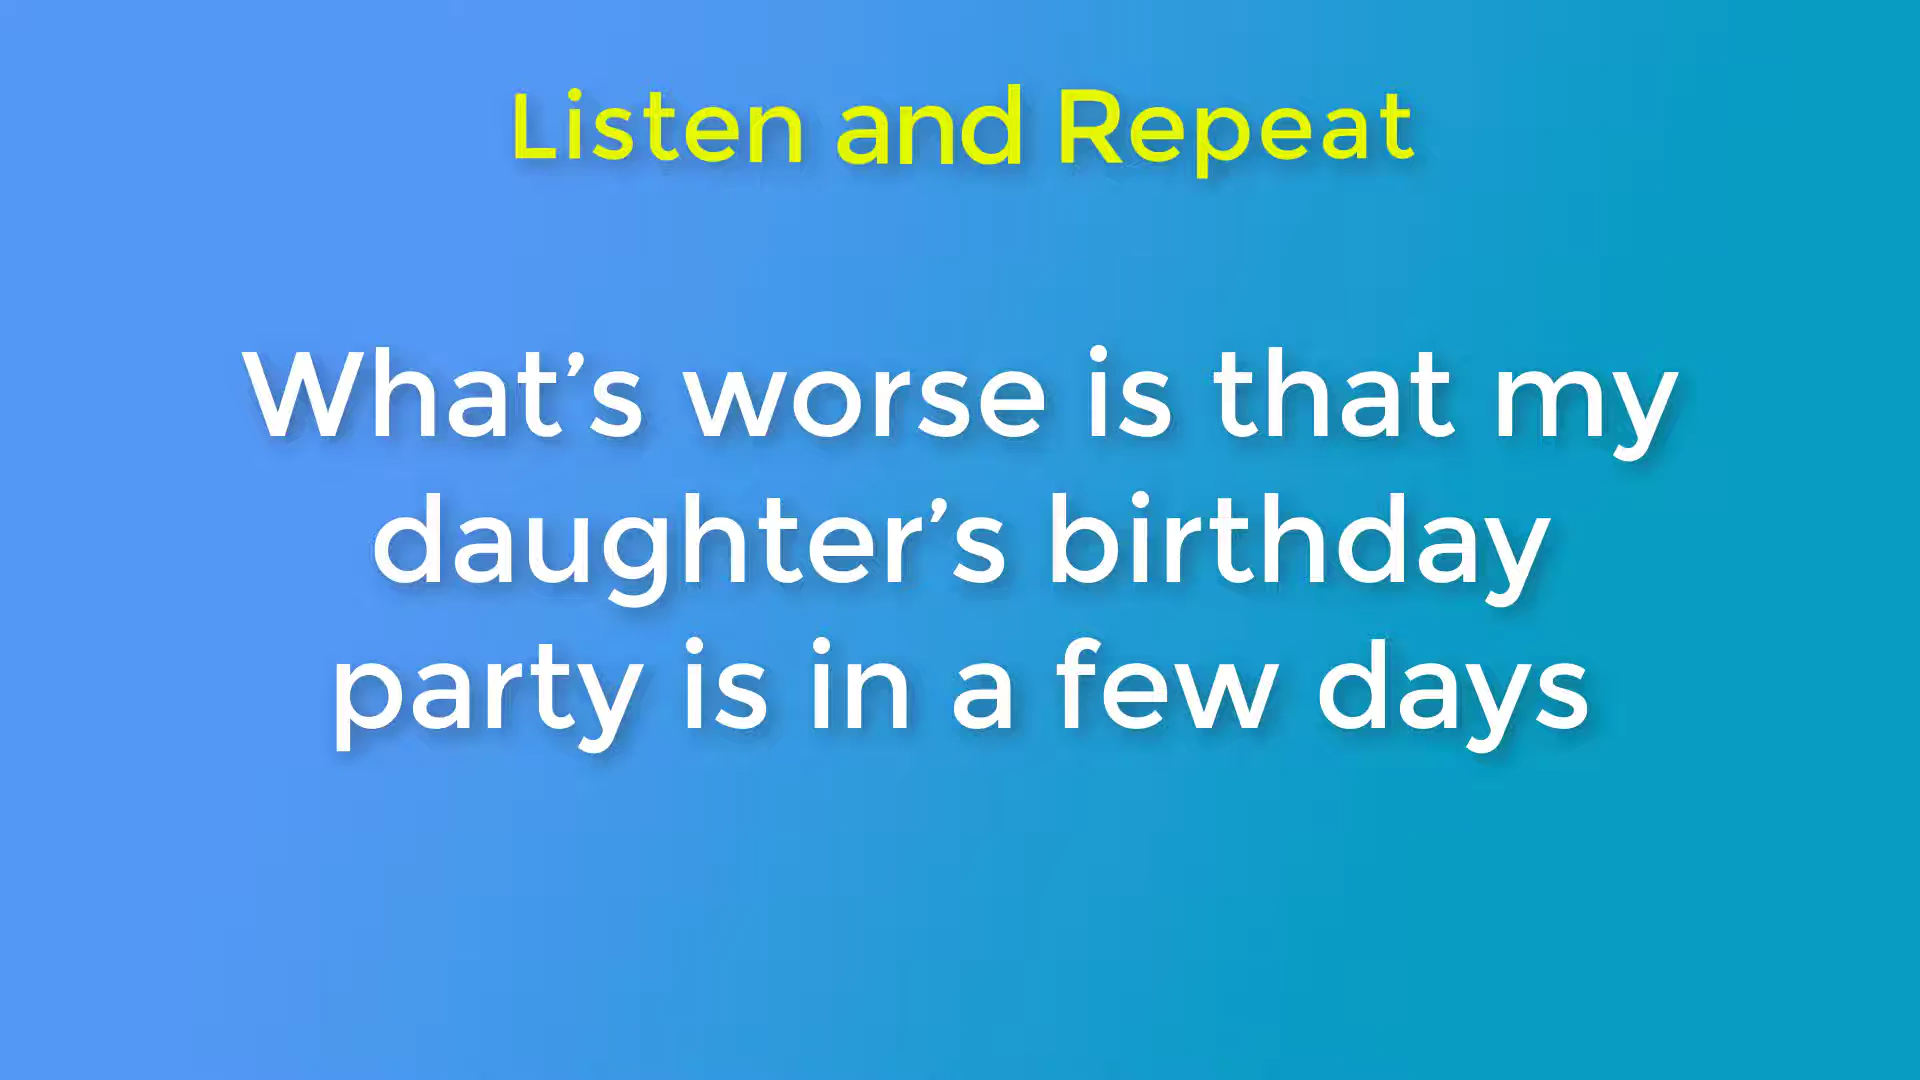 Listen and Repeat
What’s worse is that my
daughter’s birthday
party is in a few days